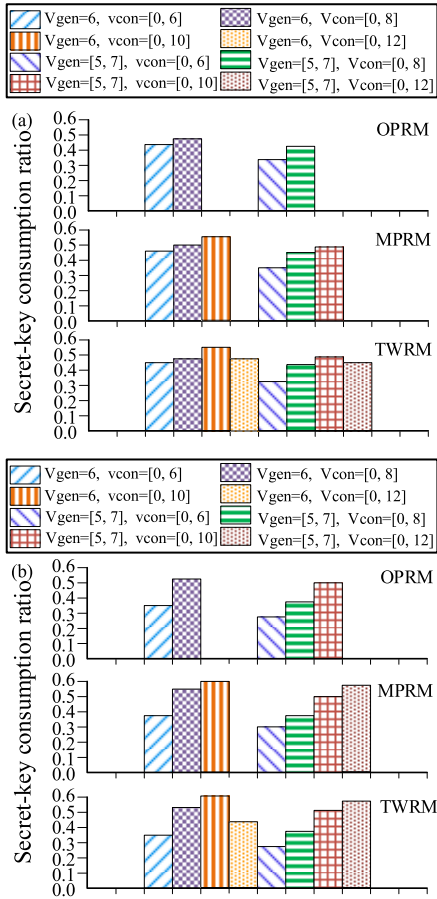 Vgen=6, vcon=[0, 6] Vgen=6, Vcon=[0, 8]
Vgen=6, vcon=[0, 10] Vgen=6, Vcon=[0, 12]
Vgen=[5, 7], vcon=[0, 6] Vgen=[5, 7], Vcon=[0, 8]
Vgen=[5, 7], vcon=[0, 10] Vgen=[5, 7], Vcon=[0, 12]
(a)
Secret-key consumption ratio
OPRM
0.6
0.5
0.4
0.3
0.2
0.1
0.0
MPRM
0.6
0.5
0.4
0.3
0.2
0.1
0.0
TWRM
0.6
0.5
0.4
0.3
0.2
0.1
0.0
Vgen=6, vcon=[0, 6] Vgen=6, Vcon=[0, 8]
Vgen=6, vcon=[0, 10] Vgen=6, Vcon=[0, 12]
Vgen=[5, 7], vcon=[0, 6] Vgen=[5, 7], Vcon=[0, 8]
Vgen=[5, 7], vcon=[0, 10] Vgen=[5, 7], Vcon=[0, 12]
(b)
Secret-key consumption ratio
OPRM
0.6
0.5
0.4
0.3
0.2
0.1
0.0
MPRM
0.6
0.5
0.4
0.3
0.2
0.1
0.0
TWRM
0.6
0.5
0.4
0.3
0.2
0.1
0.0